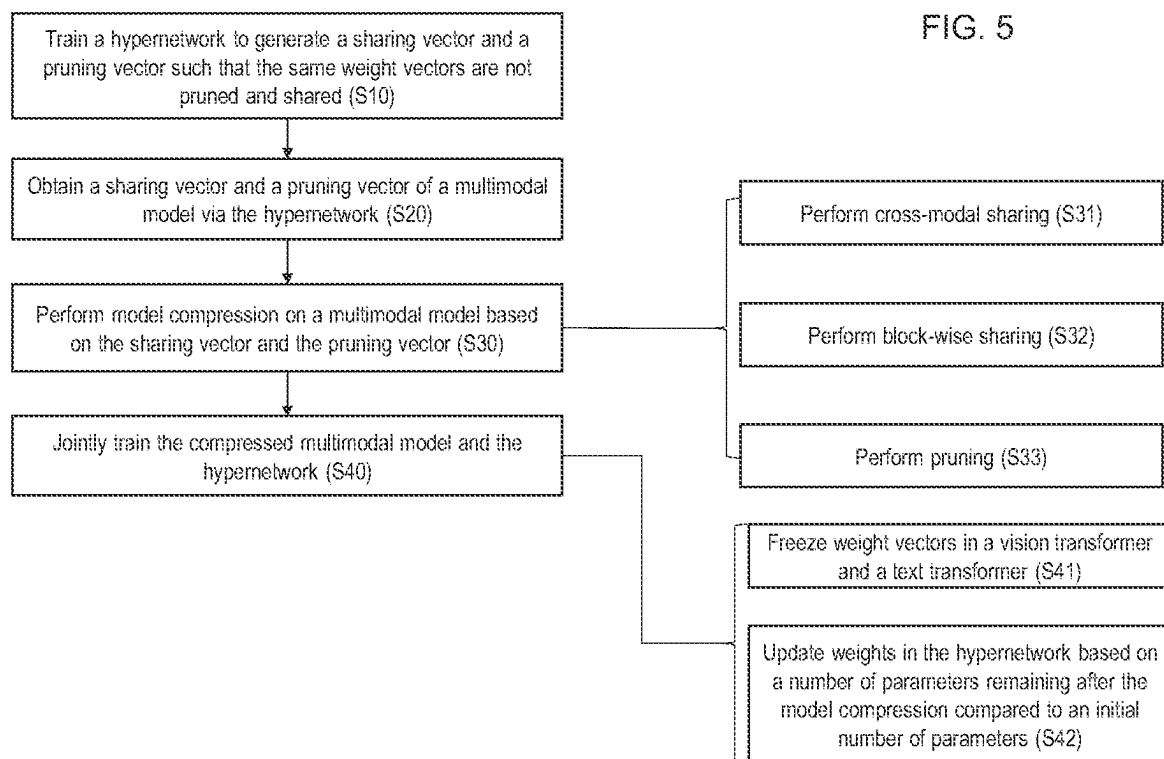 FIG. 5
Train a hypernetwork to generate a sharing vector and a
pruning vector such that the same weight vectors are not
pruned and shared (S10)
Obtain a sharing vector and a pruning vector of a multimodal
model via the hypernetwork (S20)
Perform model compression on a multimodal model based
on the sharing vector and the pruning vector (S30)
Jointly train the compressed multimodal model and the
hypernetwork (S40)
Perform cross-modal sharing (S31)
Perform block-wise sharing (S32)
Perform pruning (S33)
Freeze weight vectors in a vision transformer
and a text transformer (S41)
Update weights in the hypernetwork based on
a number of parameters remaining after the
model compression compared to an initial
number of parameters (S42)